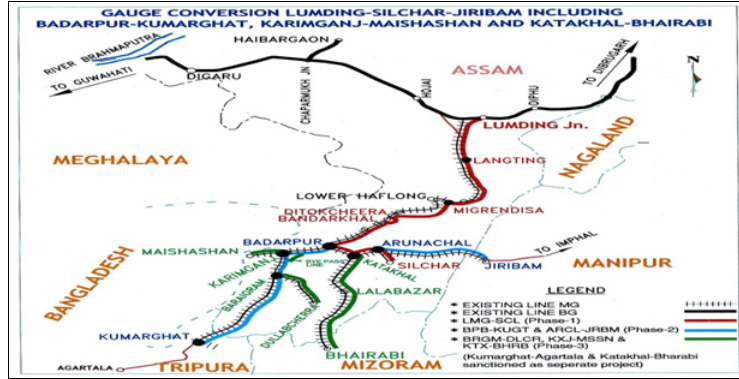 GAUGE CONVERSION LUMDING-SILCHAR-JIRIBAM INCLUDING
BADARPUR-KUMARGHAT, KARIMGANJ-MAISHASHAN AND KATAKHAL-BHAIRABI
RIVER BRAHMAPUTRA
HAIBARGAON
TO GUWAHATI
DIGARU
CHAPARMUKH JN
HOJAI
ASSAM
DIPHU
TO DIBRUGARH
N
LUMDING Jn.
LANGTING
NAGALAND
MEGHALAYA
LOWER HAFLONG
DITOKCHEERA
BANDARKHAL
MIGRENDISA
BADARPUR
ARUNACHAL
MAISHASHAN
KARIMGANJ
BYE PASS
LINE
KATAKHAL
SILCHAR
JIRIBAM
TO IMPHAL
MANIPUR
BANGLADESH
BARAIGRAM
DULLABCHERRA
LALABAZAR
KUMARGHAT
BHAIRABI
AGARTALA
TRIPURA
MIZORAM
LEGEND
* EXISTING LINE MG
* EXISTING LINE BG
* LMG-SCL (Phase-1)
* BPB-KUGT & ARCL-JRBM (Phase-2)
* BRGM-DLCR, KXJ-MSSN &
KTX-BHRB (Phase-3)
(Kumarghat-Agartala & Katakhal-Bharabi
sanctioned as seperate project)